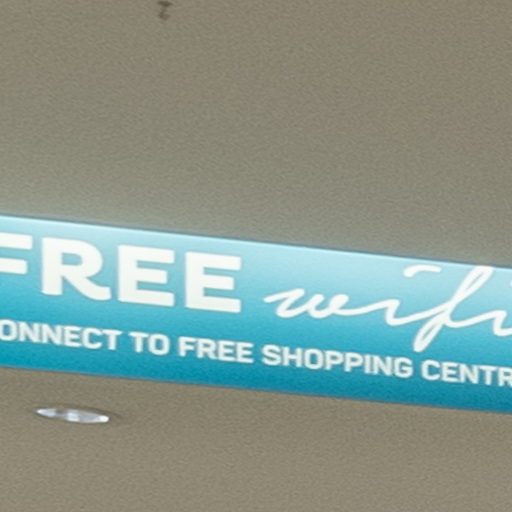 FREE wifi
ONNECT TO FREE SHOPPING CENTR